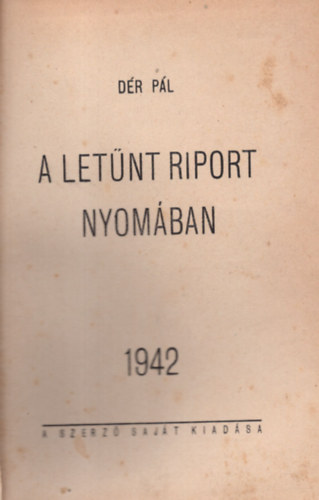 DÉR PÁL
A LETŰNT RIPORT
NYOMÁBAN
1942
A SZERZŐ SAJÁT KIADÁSA